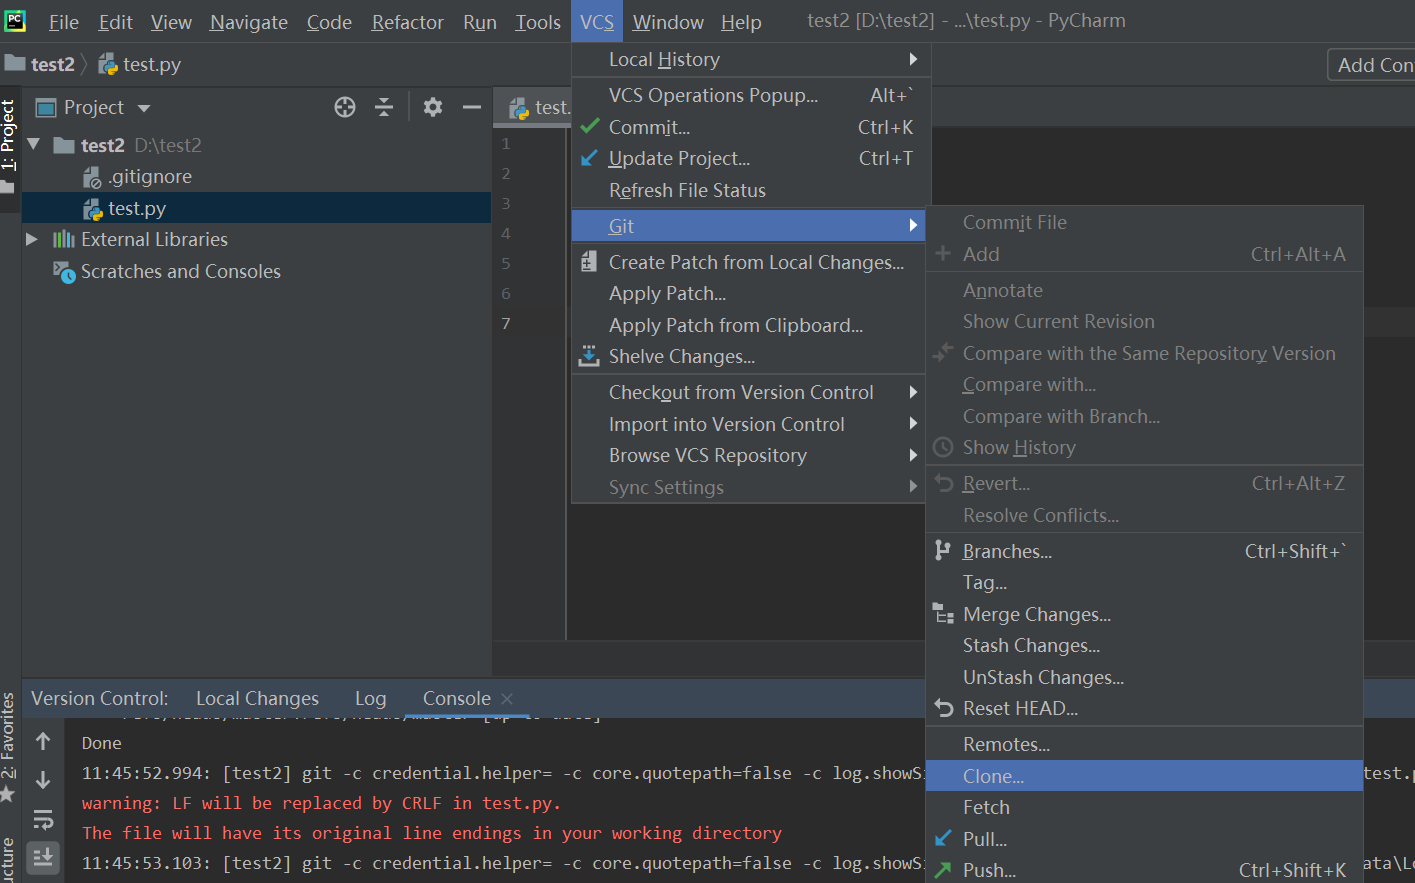 PC File Edit View Navigate Code Refactor Run Tools VCS Window Help test2 [D:\test2] - ...\test.py - PyCharm
test2 test.py Add Con
1: Project
Project
test2 D:\test2
.gitignore
test.py
External Libraries
Scratches and Consoles
test.
1
2
3
4
5
6
7
Local History
VCS Operations Popup... Alt+`
Commit... Ctrl+K
Update Project... Ctrl+T
Refresh File Status
Git
Create Patch from Local Changes...
Apply Patch...
Apply Patch from Clipboard...
Shelve Changes...
Checkout from Version Control
Import into Version Control
Browse VCS Repository
Sync Settings
Commit File
Add Ctrl+Alt+A
Annotate
Show Current Revision
Compare with the Same Repository Version
Compare with...
Compare with Branch...
Show History
Revert... Ctrl+Alt+Z
Resolve Conflicts...
Branches... Ctrl+Shift+`
Tag...
Merge Changes...
Stash Changes...
UnStash Changes...
Reset HEAD...
Remotes...
Clone...
Fetch
Pull...
Push... Ctrl+Shift+K
2: Favorites
ucture
Version Control: Local Changes Log Console
Done
11:45:52.994: [test2] git -c credential.helper= -c core.quotepath=false -c log.showS test.p
warning: LF will be replaced by CRLF in test.py.
The file will have its original line endings in your working directory
11:45:53.103: [test2] git -c credential.helper= -c core.quotepath=false -c log.showS ata\Lo